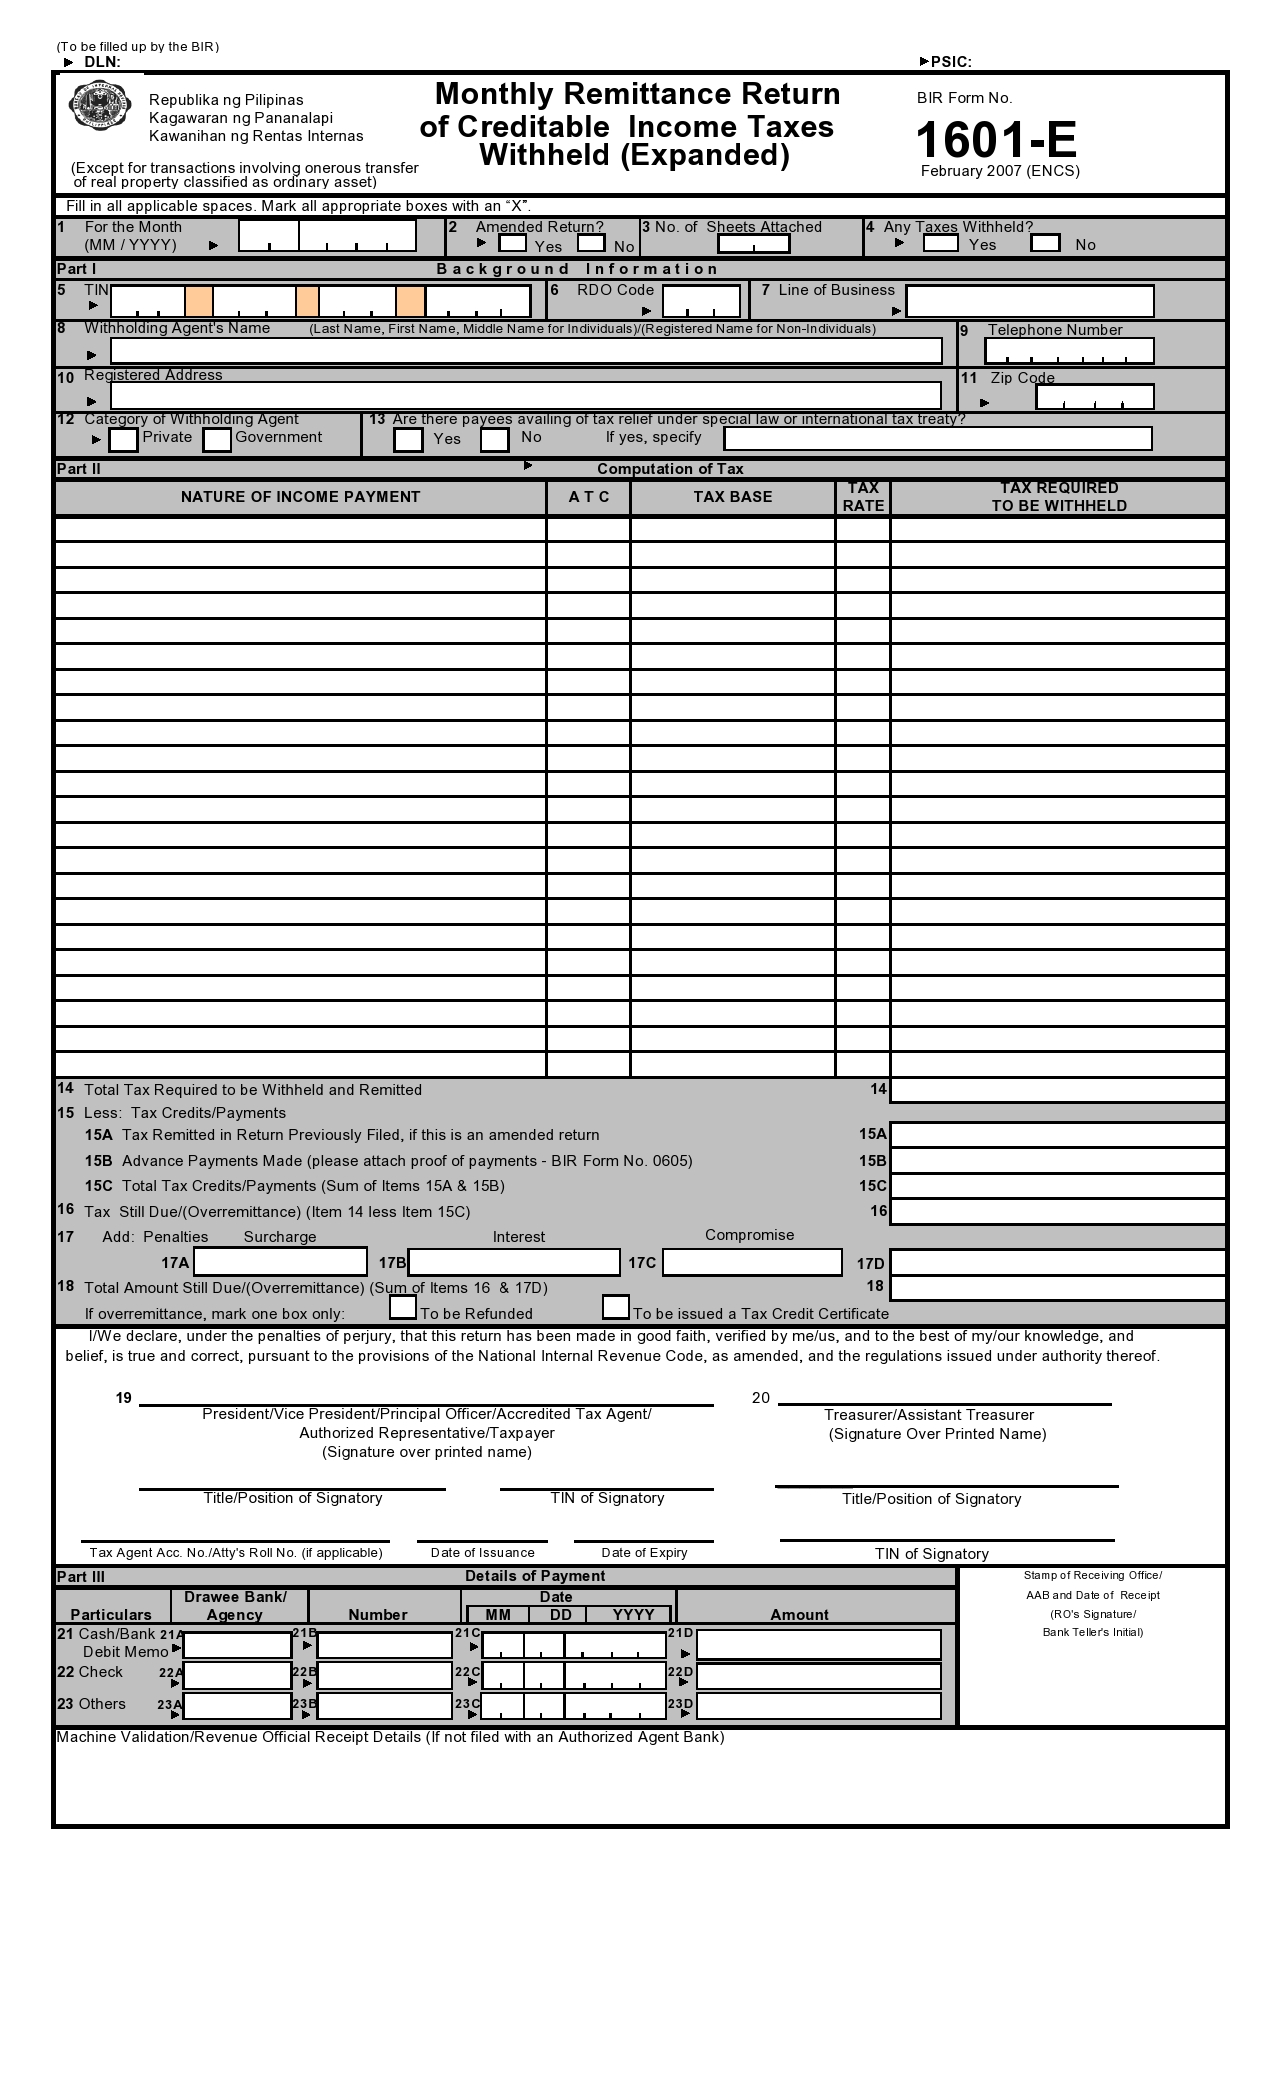 (To be filled up by the BIR)
DLN: PSIC:
Republika ng Pilipinas
Kagawaran ng Pananalapi
Kawanihan ng Rentas Internas
(Except for transactions involving onerous transfer
of real property classified as ordinary asset)
Monthly Remittance Return
of Creditable Income Taxes
Withheld (Expanded)
BIR Form No.
1601-E
February 2007 (ENCS)
Fill in all applicable spaces. Mark all appropriate boxes with an “X”.
1 For the Month
(MM / YYYY)
2 Amended Return?
Yes No
3 No. of Sheets Attached
4 Any Taxes Withheld?
Yes No
Part I Background Information
5 TIN 6 RDO Code 7 Line of Business
8 Withholding Agent's Name (Last Name, First Name, Middle Name for Individuals)/(Registered Name for Non-Individuals) 9 Telephone Number
10 Registered Address 11 Zip Code
12 Category of Withholding Agent
Private Government
13 Are there payees availing of tax relief under special law or international tax treaty?
Yes No If yes, specify
Part II Computation of Tax
NATURE OF INCOME PAYMENT A T C TAX BASE TAX RATE TAX REQUIRED TO BE WITHHELD
14 Total Tax Required to be Withheld and Remitted 14
15 Less: Tax Credits/Payments
15A Tax Remitted in Return Previously Filed, if this is an amended return 15A
15B Advance Payments Made (please attach proof of payments - BIR Form No. 0605) 15B
15C Total Tax Credits/Payments (Sum of Items 15A & 15B) 15C
16 Tax Still Due/(Overremittance) (Item 14 less Item 15C) 16
17 Add: Penalties Surcharge Interest Compromise
17A 17B 17C 17D
18 Total Amount Still Due/(Overremittance) (Sum of Items 16 & 17D) 18
If overremittance, mark one box only: To be Refunded To be issued a Tax Credit Certificate
I/We declare, under the penalties of perjury, that this return has been made in good faith, verified by me/us, and to the best of my/our knowledge, and
belief, is true and correct, pursuant to the provisions of the National Internal Revenue Code, as amended, and the regulations issued under authority thereof.
19 20
President/Vice President/Principal Officer/Accredited Tax Agent/
Authorized Representative/Taxpayer
(Signature over printed name)
Treasurer/Assistant Treasurer
(Signature Over Printed Name)
Title/Position of Signatory TIN of Signatory Title/Position of Signatory
Tax Agent Acc. No./Atty's Roll No. (if applicable) Date of Issuance Date of Expiry TIN of Signatory
Part III Details of Payment
Particulars Drawee Bank/ Agency Number Date MM DD YYYY Amount
Stamp of Receiving Office/
AAB and Date of Receipt
(RO's Signature/
Bank Teller's Initial)
21 Cash/Bank 21A 21B 21C 21D
Debit Memo
22 Check 22A 22B 22C 22D
23 Others 23A 23B 23C 23D
Machine Validation/Revenue Official Receipt Details (If not filed with an Authorized Agent Bank)